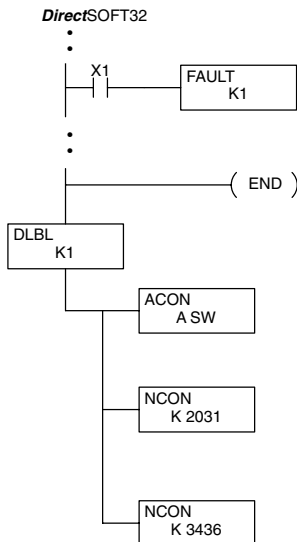 DirectSOFT32
X1
FAULT
K1
( END )
DLBL
K1
ACON
A SW
NCON
K 2031
NCON
K 3436